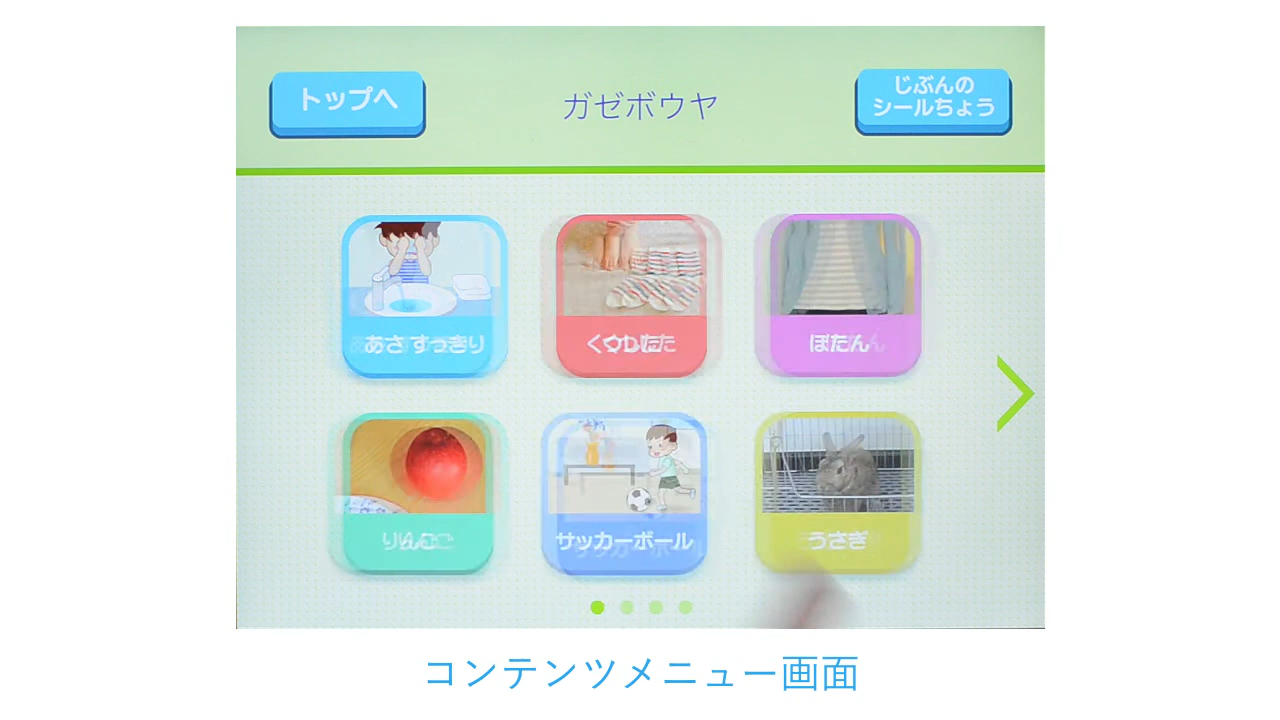 トップへ
ガゼボウヤ
じぶんの
シールちょう
あさ すっきり
くつした
ぼたん
りんご
サッカーボール
うさぎ
コンテンツメニュー画面